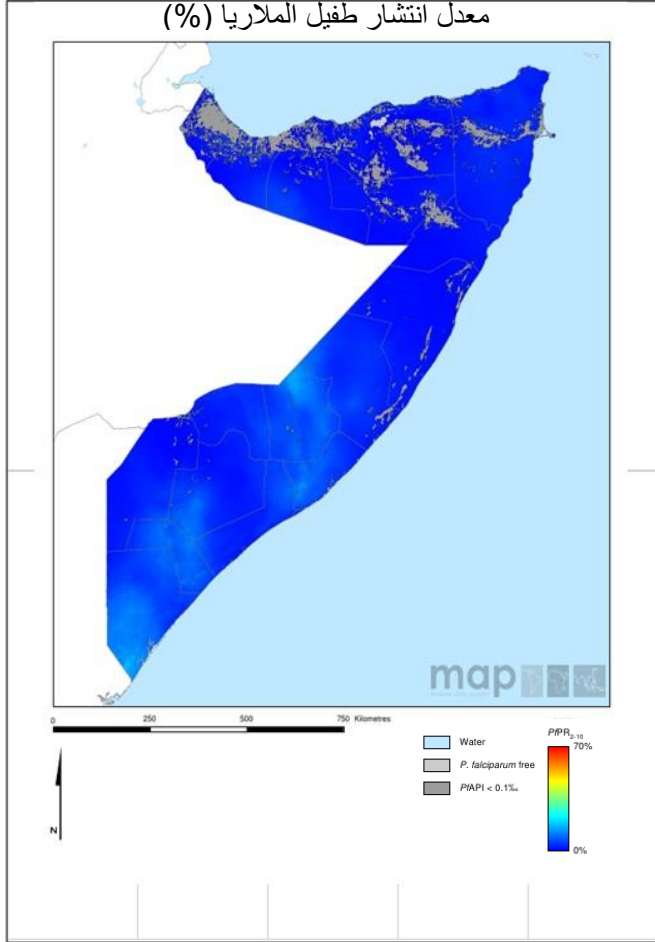 معدل انتشار طفيل الملاريا (%)
map
0 250 500 750 Kilometres
Water
P. falciparum free
PfAPI < 0.1‰
PfPR2-10
70%
0%
N